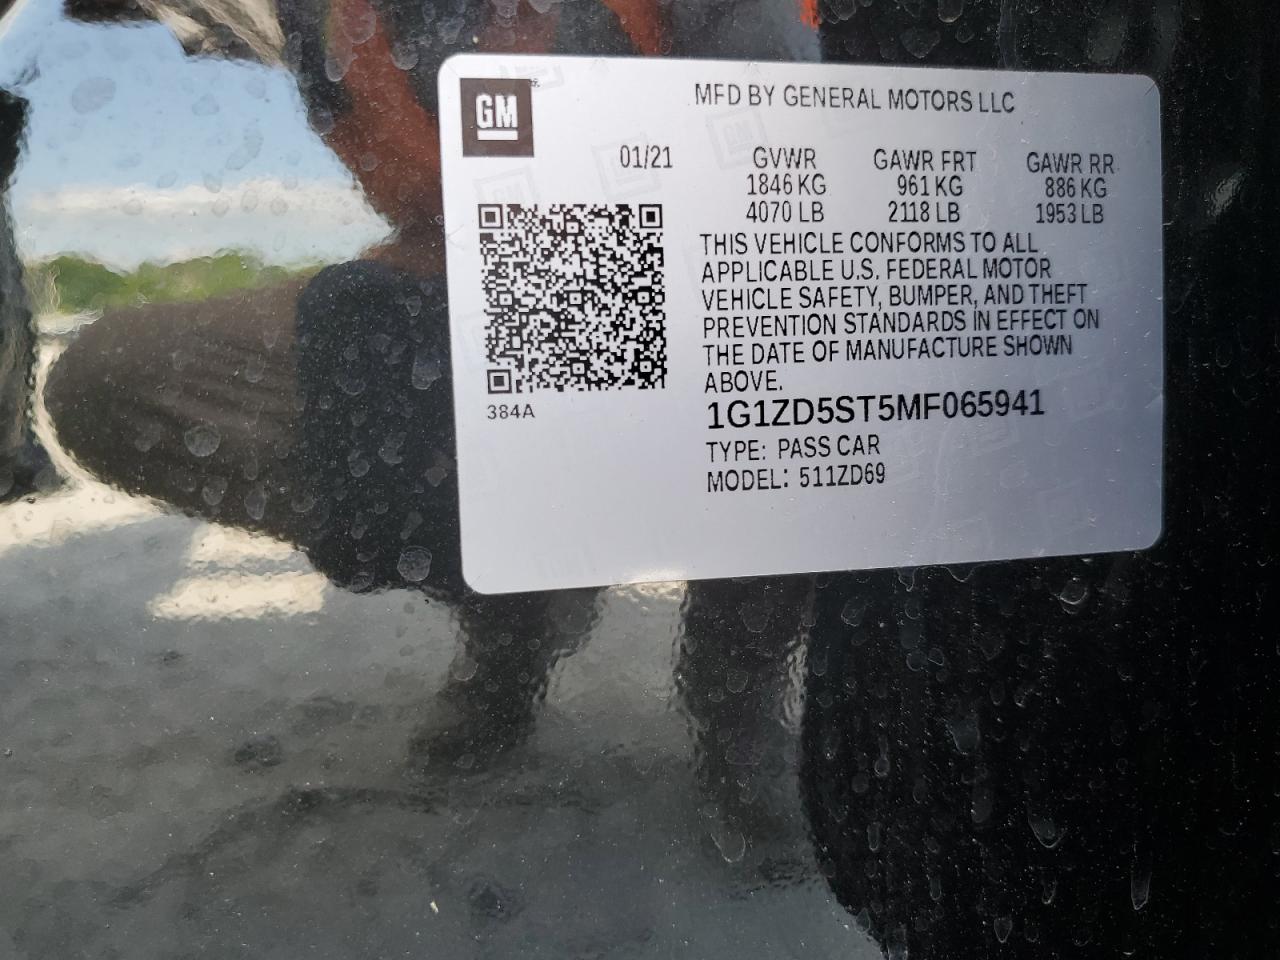 GM
MFD BY GENERAL MOTORS LLC
01/21 GVWR GAWR FRT GAWR RR
1846 KG 961 KG 886 KG
4070 LB 2118 LB 1953 LB
THIS VEHICLE CONFORMS TO ALL
APPLICABLE U.S. FEDERAL MOTOR
VEHICLE SAFETY, BUMPER, AND THEFT
PREVENTION STANDARDS IN EFFECT ON
THE DATE OF MANUFACTURE SHOWN
ABOVE.
384A
1G1ZD5ST5MF065941
TYPE: PASS CAR
MODEL: 511ZD69